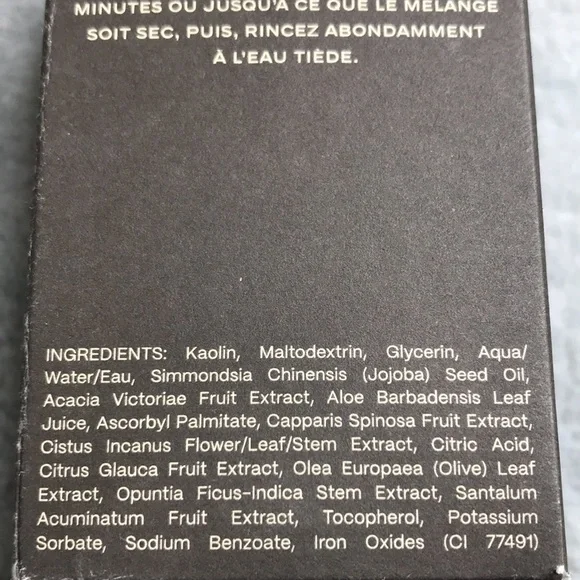 MINUTES OU JUSQU'À CE QUE LE MÉLANGE
SOIT SEC, PUIS, RINCEZ ABONDAMMENT
À L'EAU TIÈDE.
INGREDIENTS: Kaolin, Maltodextrin, Glycerin, Aqua/
Water/Eau, Simmondsia Chinensis (Jojoba) Seed Oil,
Acacia Victoriae Fruit Extract, Aloe Barbadensis Leaf
Juice, Ascorbyl Palmitate, Capparis Spinosa Fruit Extract,
Cistus Incanus Flower/Leaf/Stem Extract, Citric Acid,
Citrus Glauca Fruit Extract, Olea Europaea (Olive) Leaf
Extract, Opuntia Ficus-Indica Stem Extract, Santalum
Acuminatum Fruit Extract, Tocopherol, Potassium
Sorbate, Sodium Benzoate, Iron Oxides (CI 77491)